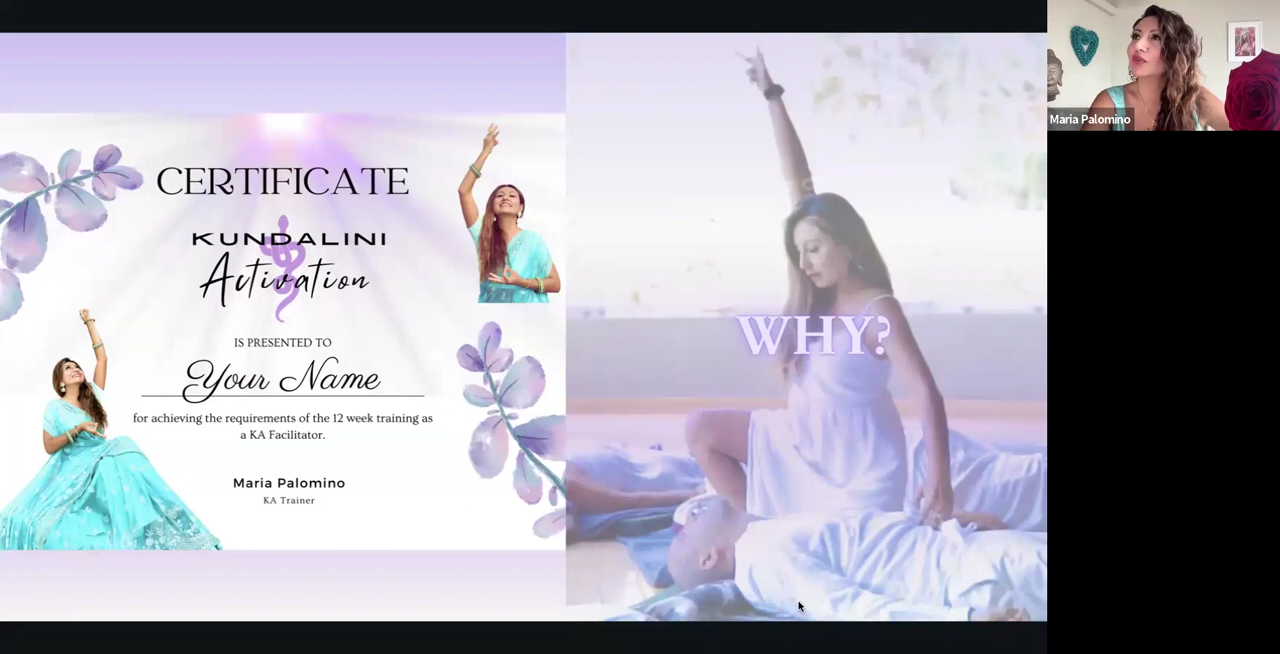 CERTIFICATE
KUNDALINI
Activation
IS PRESENTED TO
Your Name
for achieving the requirements of the 12 week training as
a KA Facilitator.
Maria Palomino
KA Trainer
WHY?
Maria Palomino